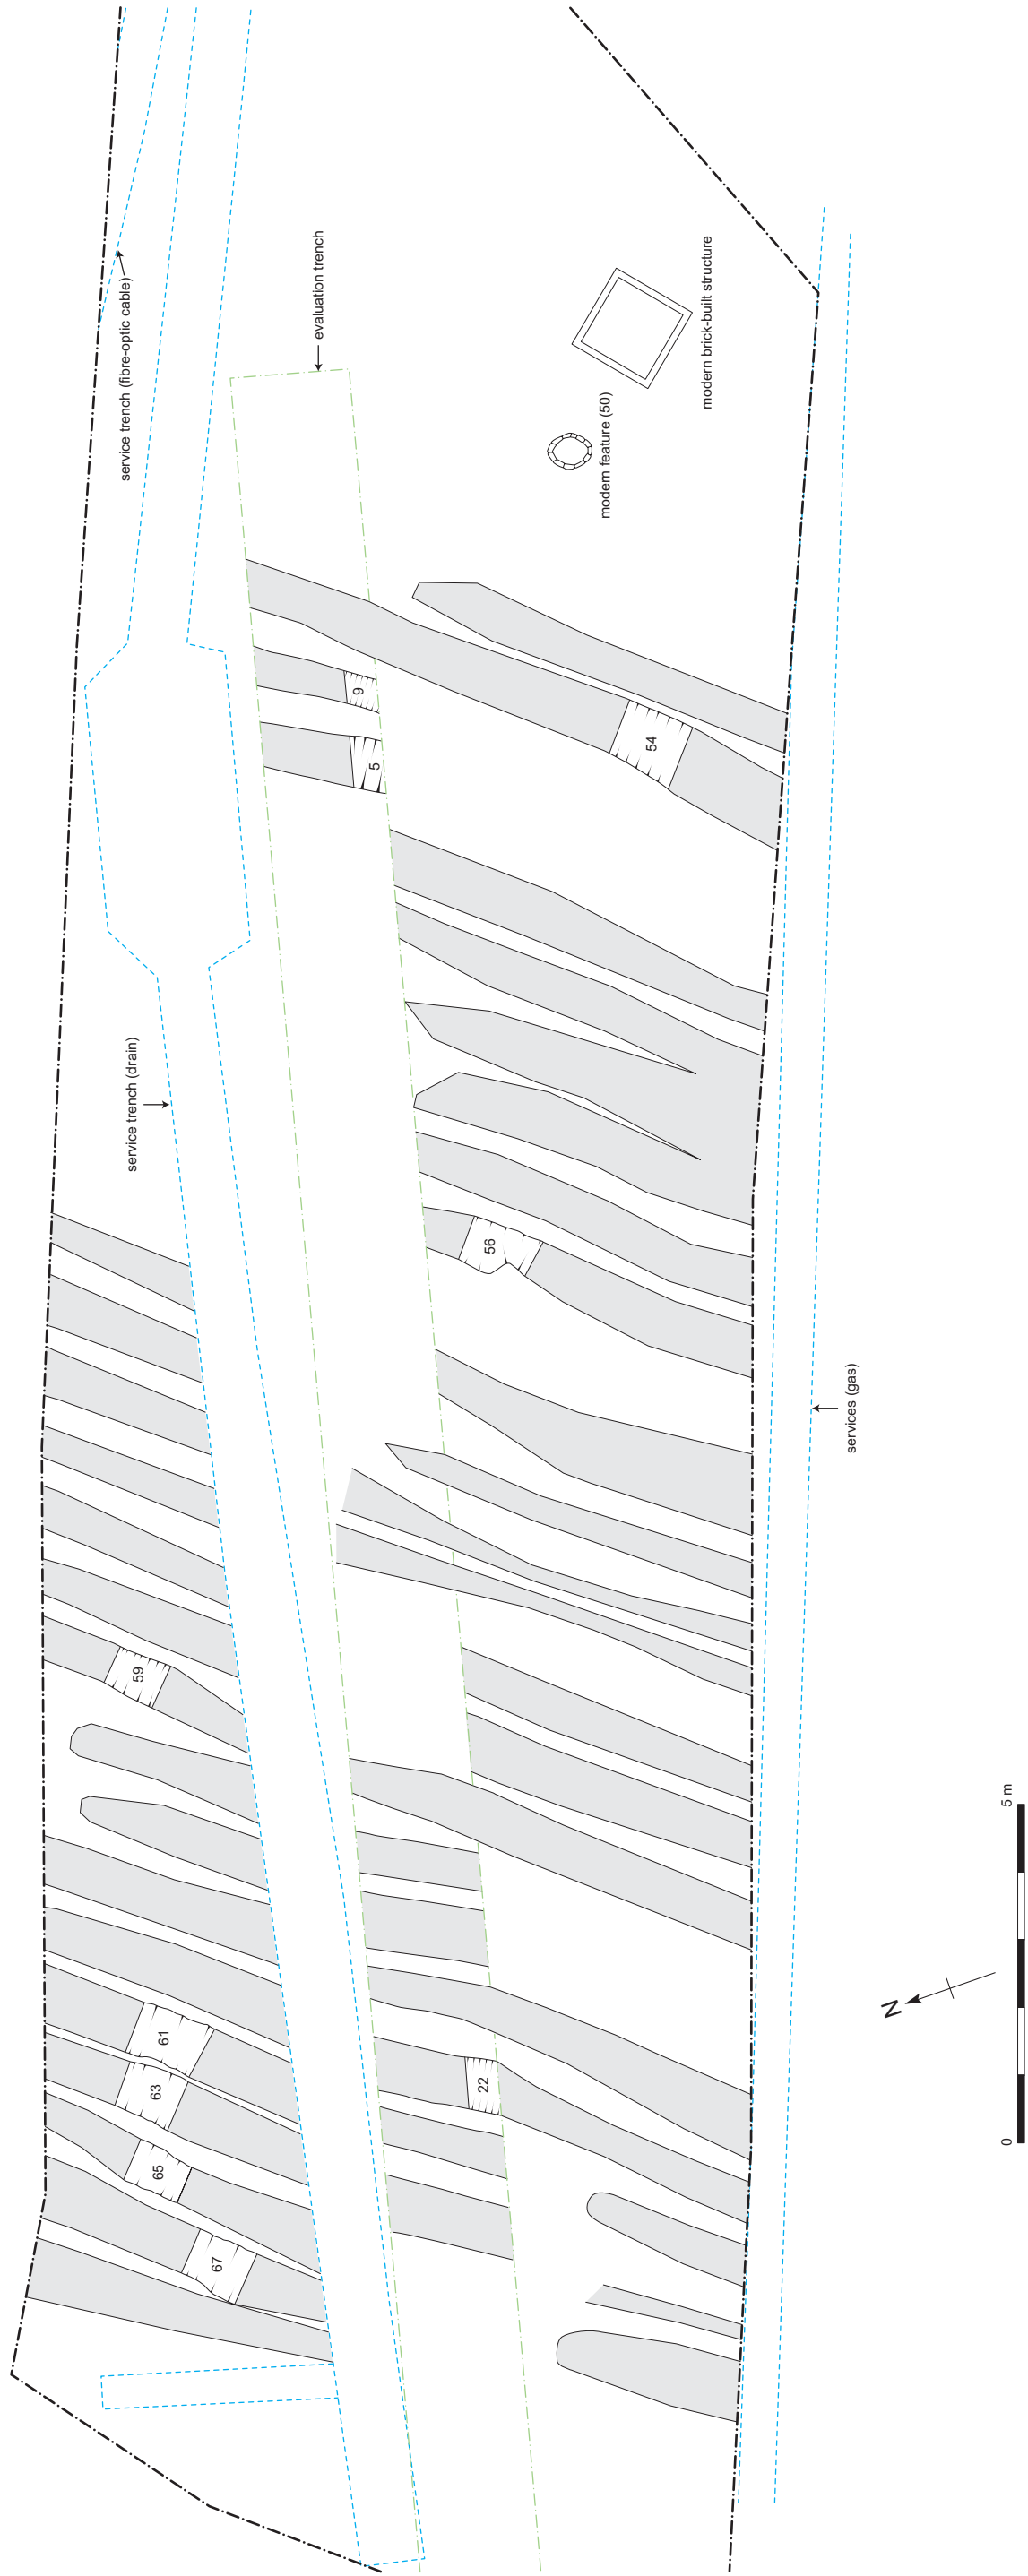 service trench (fibre-optic cable)
service trench (drain)
59
67
65
63
61
evaluation trench
9
5
22
56
modern feature (50)
54
modern brick-built structure
services (gas)
N
0
5 m